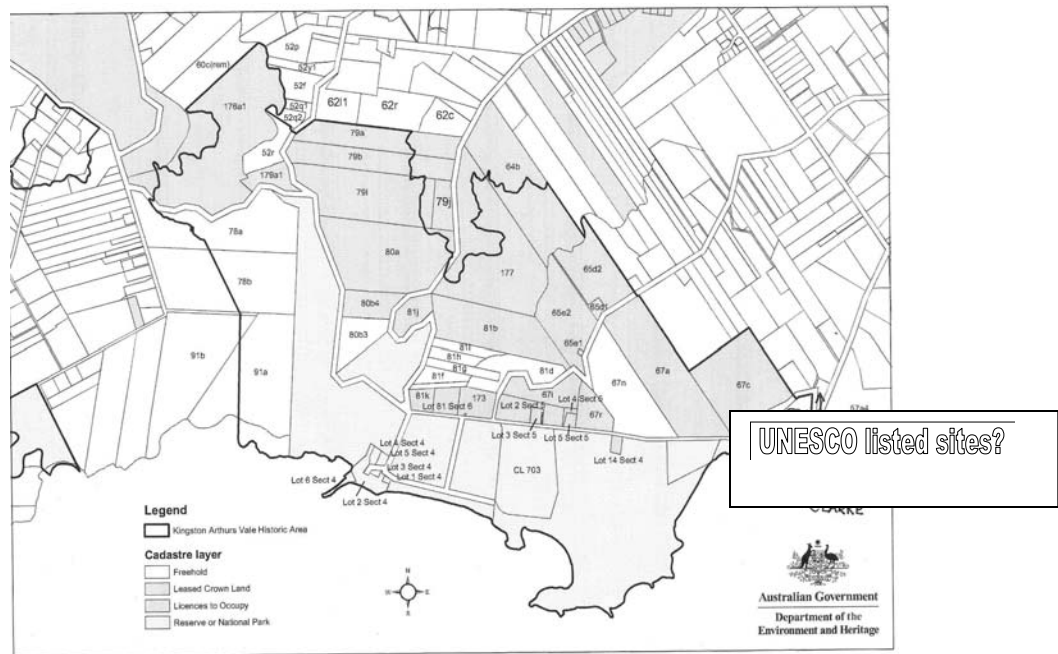 52p
60c(rem)
52y1
52f
176a1
62l1
62r
52q1
52q2
62c
79a
52r
79b
64b
179a1
79l
79j
78a
80a
177
65d2
78b
80b4
81j
65d1
65e2
81b
80b3
65e1
81l
81h
81g
81d
91b
81f
91a
67n
67a
67c
81k
173
67i
Lot 4 Sect 5
57a4
Lot 81 Sect 6
Lot 2 Sect 5
67r
Lot 3 Sect 5
Lot 5 Sect 5
Lot 4 Sect 4
Lot 5 Sect 4
Lot 14 Sect 4
UNESCO listed sites?
Lot 3 Sect 4
CL 703
Lot 6 Sect 4
Lot 1 Sect 4
Lot 2 Sect 4
CLARKE
Legend
Kingston Arthurs Vale Historic Area
Cadastre layer
Freehold
Leased Crown Land
Licences to Occupy
Reserve or National Park
N
W
E
S
Australian Government
Department of the
Environment and Heritage